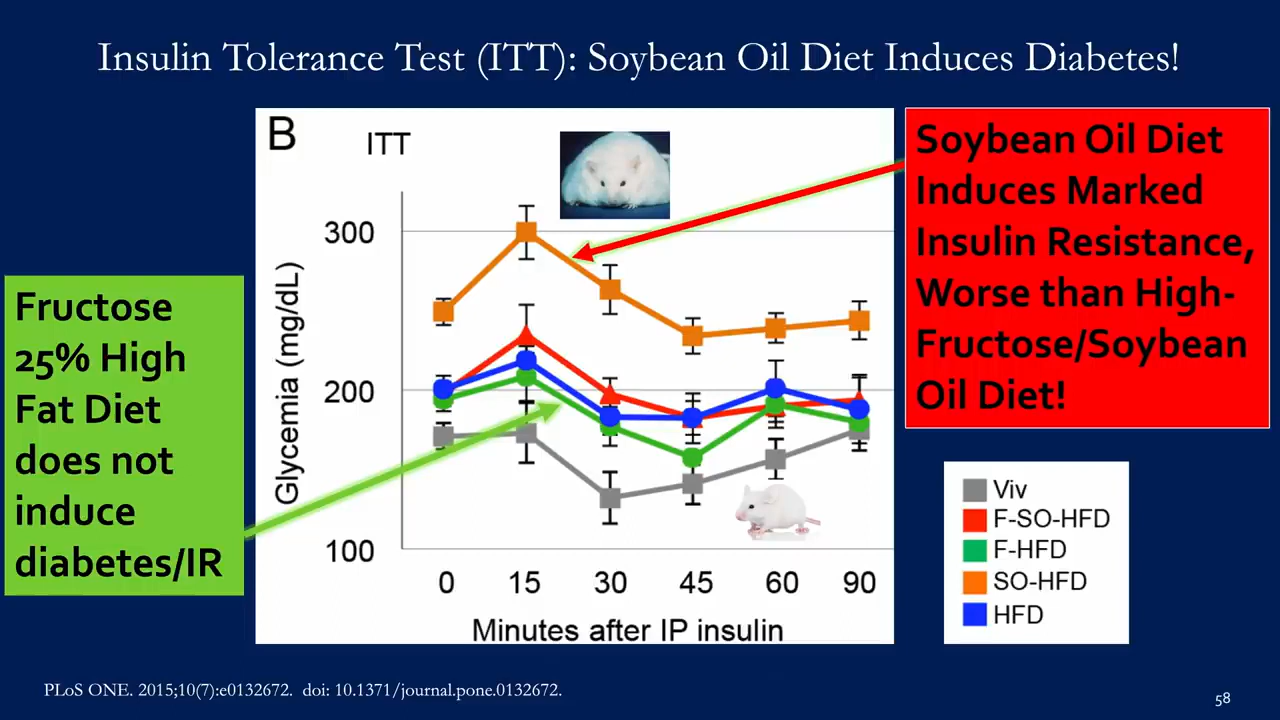 Insulin Tolerance Test (ITT): Soybean Oil Diet Induces Diabetes!
Fructose
25% High
Fat Diet
does not
induce
diabetes/IR
B
ITT
Glycemia (mg/dL)
300
200
100
0 15 30 45 60 90
Minutes after IP insulin
Soybean Oil Diet
Induces Marked
Insulin Resistance,
Worse than High-
Fructose/Soybean
Oil Diet!
Viv
F-SO-HFD
F-HFD
SO-HFD
HFD
PLoS ONE. 2015;10(7):e0132672. doi: 10.1371/journal.pone.0132672.
58